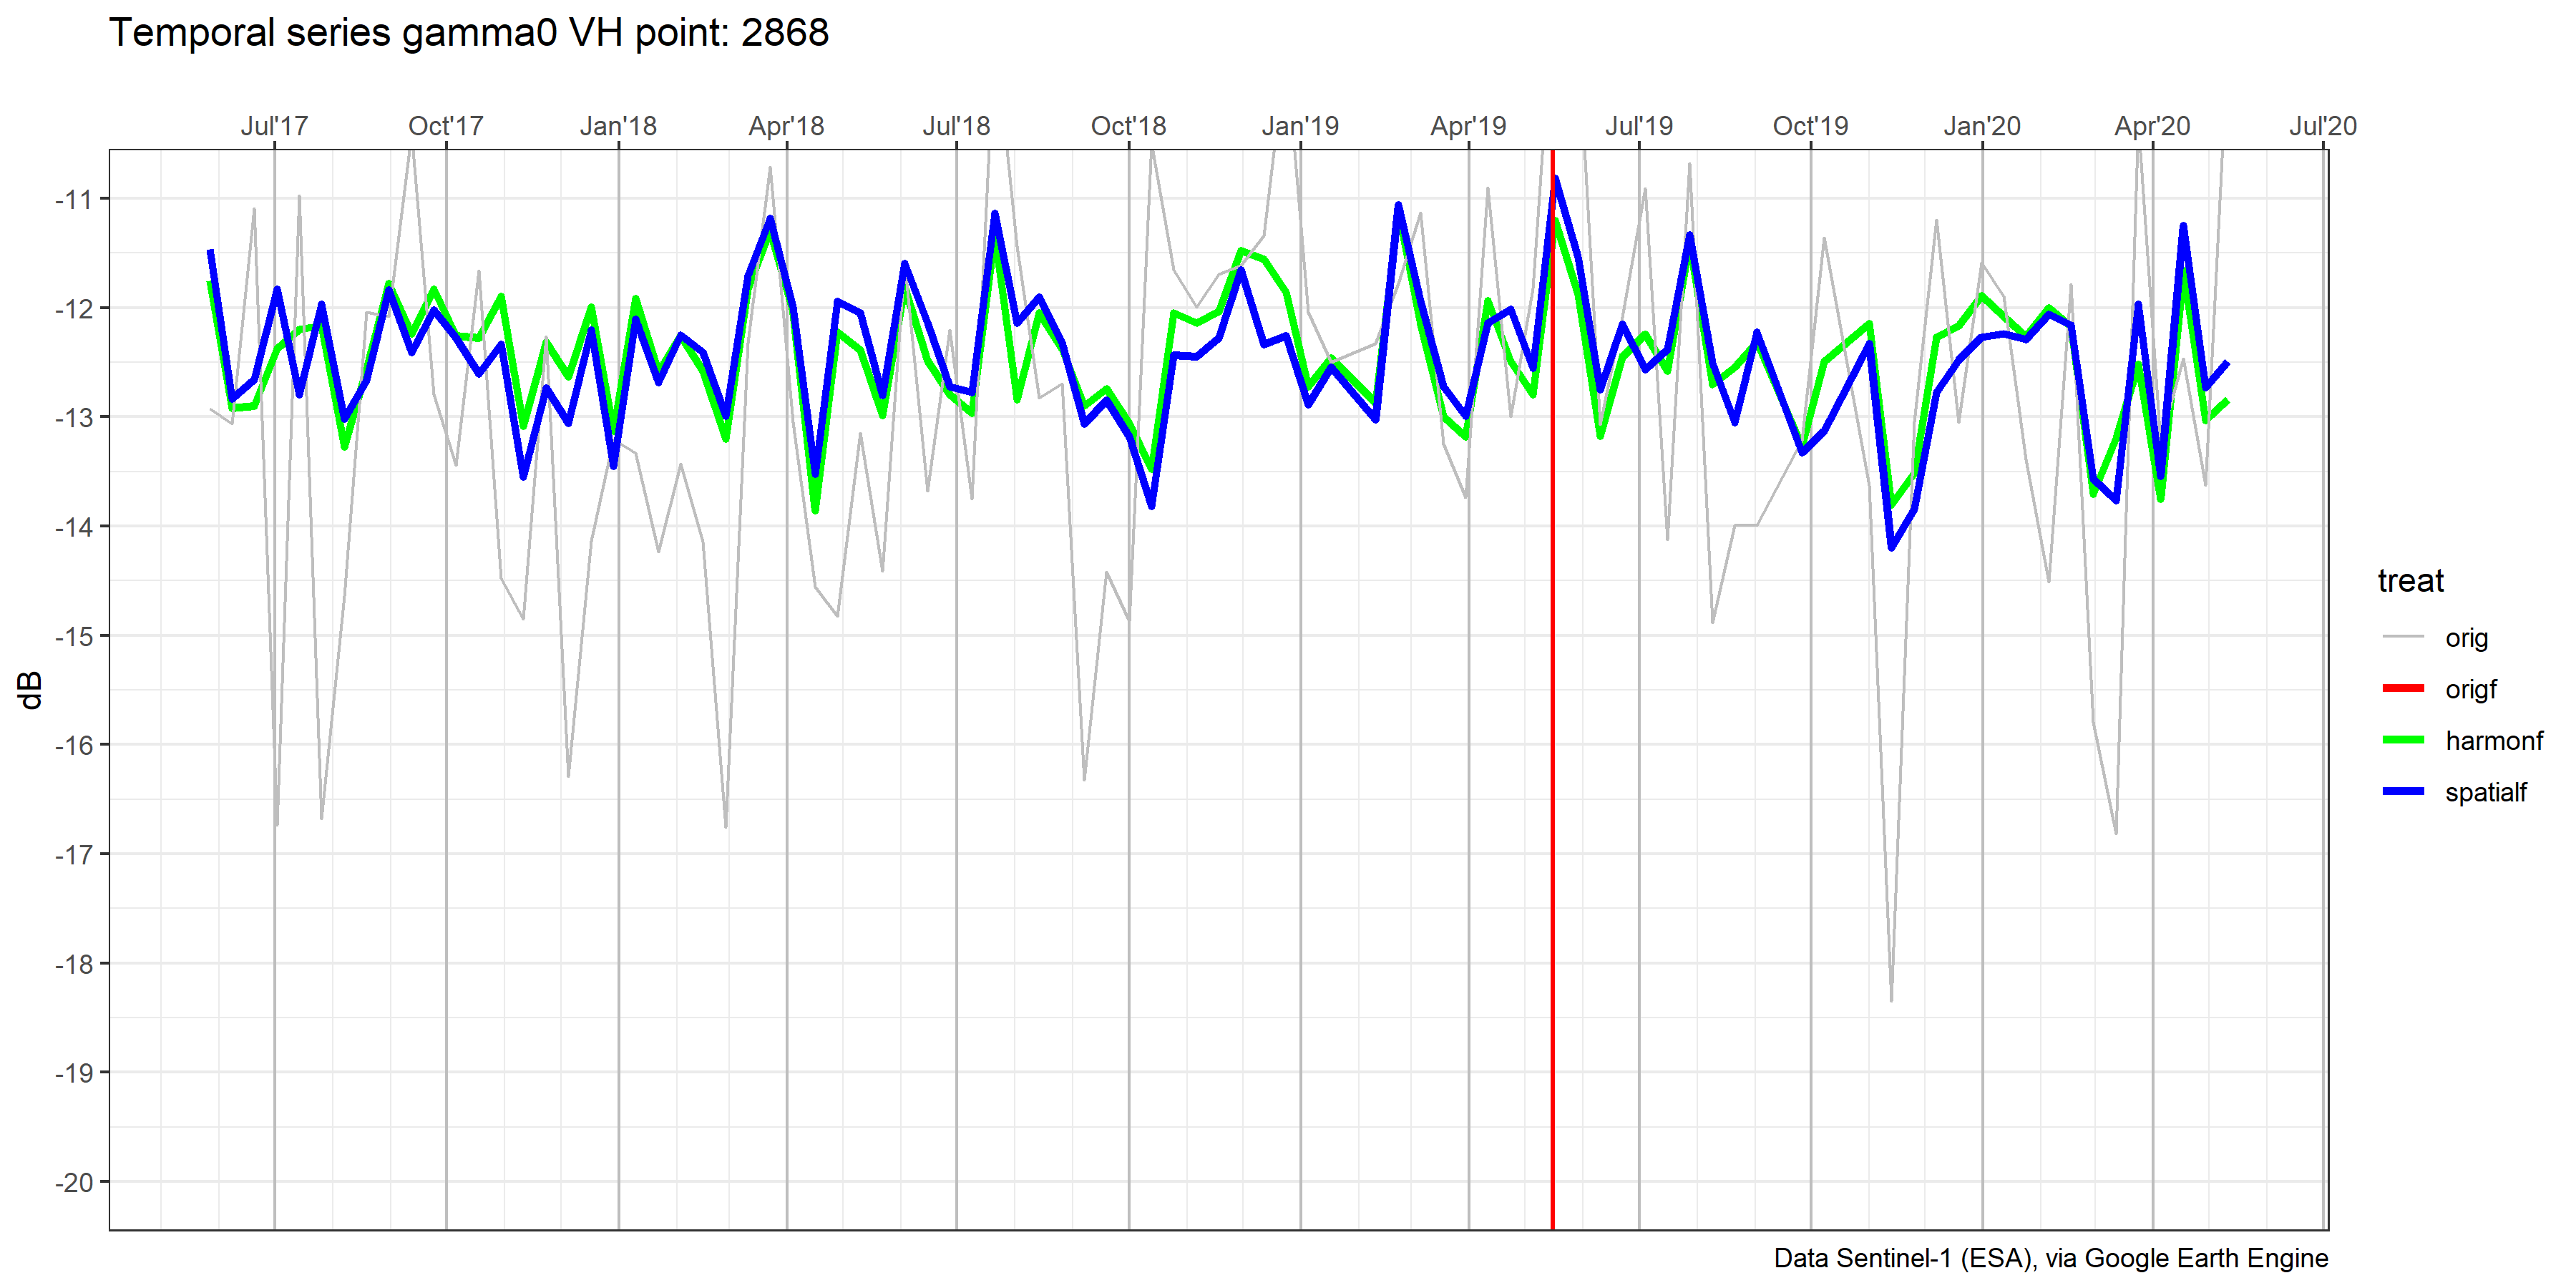 Temporal series gamma0 VH point: 2868
Jul'17 Oct'17 Jan'18 Apr'18 Jul'18 Oct'18 Jan'19 Apr'19 Jul'19 Oct'19 Jan'20 Apr'20 Jul'20
-11
-12
-13
-14
-15
-16
-17
-18
-19
-20
dB
treat
orig
origf
harmonf
spatialf
Data Sentinel-1 (ESA), via Google Earth Engine